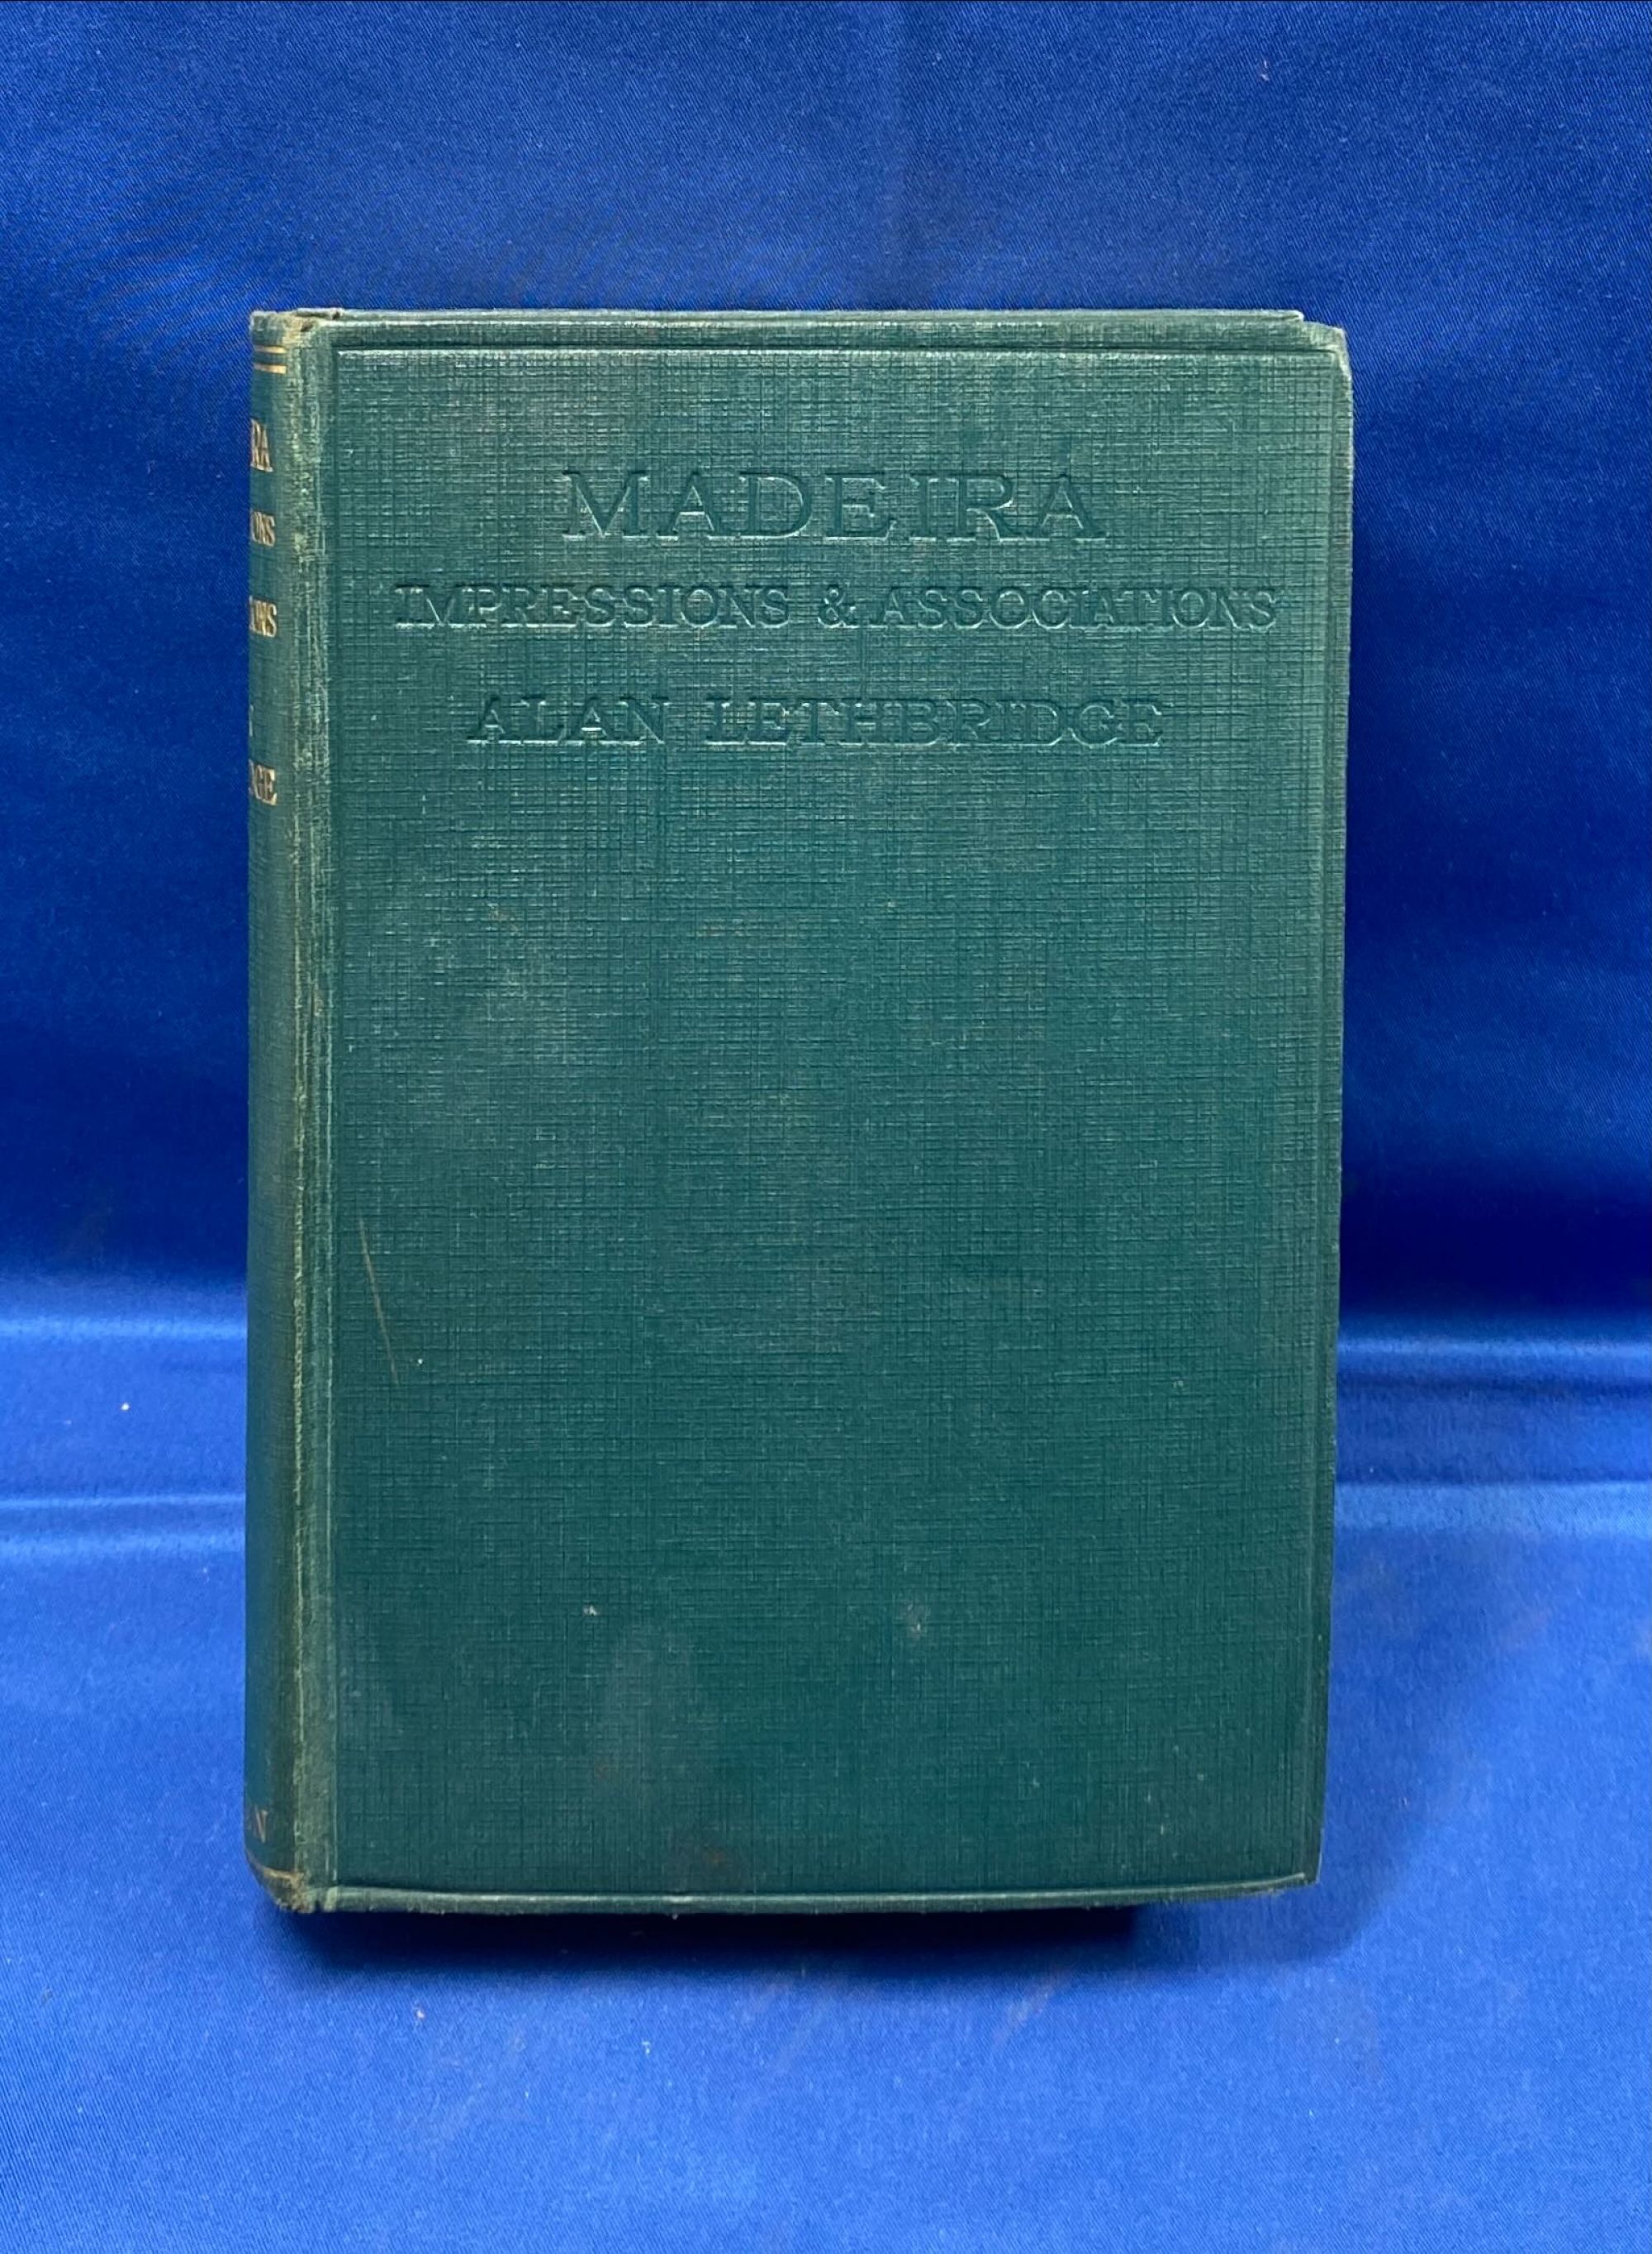 MADEIRA
IMPRESSIONS & ASSOCIATIONS
ALAN LETHBRIDGE